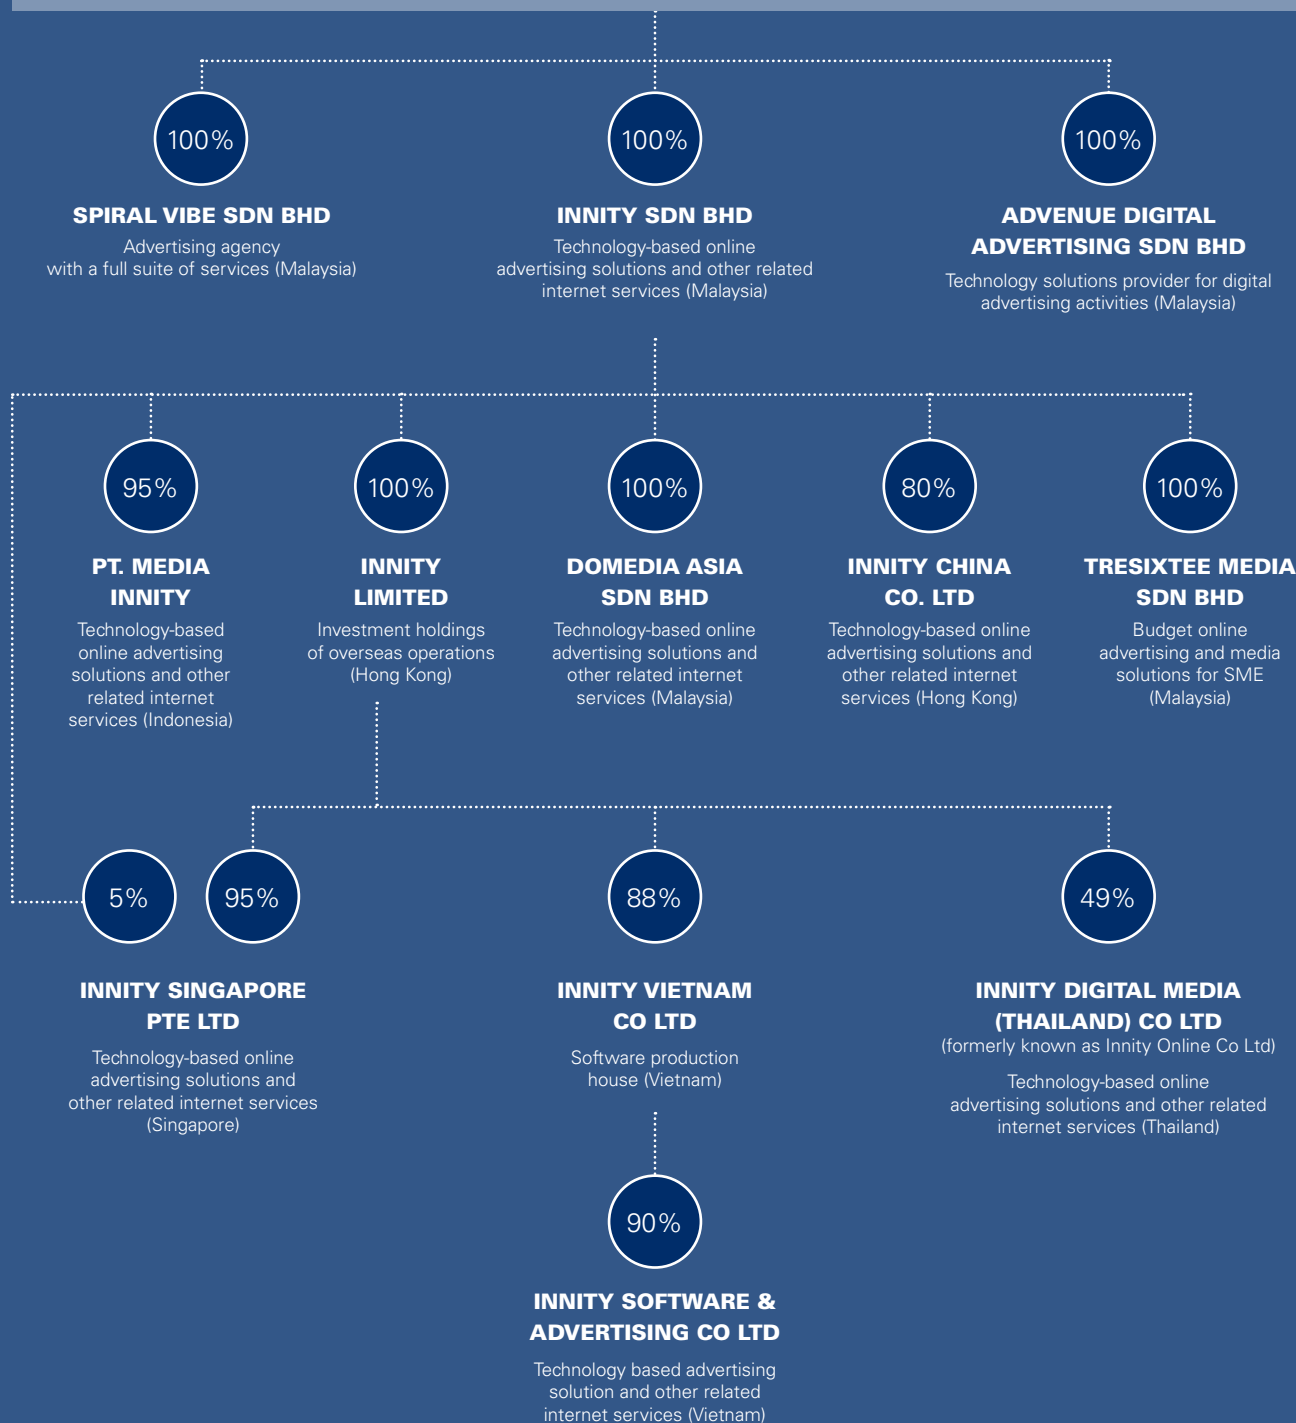 100%
SPIRAL VIBE SDN BHD
Advertising agency
with a full suite of services (Malaysia)
100%
INNITY SDN BHD
Technology-based online
advertising solutions and other related
internet services (Malaysia)
100%
ADVENUE DIGITAL
ADVERTISING SDN BHD
Technology solutions provider for digital
advertising activities (Malaysia)
95%
PT. MEDIA
INNITY
Technology-based
online advertising
solutions and other
related internet
services (Indonesia)
100%
INNITY
LIMITED
Investment holdings
of overseas operations
(Hong Kong)
100%
DOMEDIA ASIA
SDN BHD
Technology-based online
advertising solutions and
other related internet
services (Malaysia)
80%
INNITY CHINA
CO. LTD
Technology-based online
advertising solutions and
other related internet
services (Hong Kong)
100%
TRESIXTEE MEDIA
SDN BHD
Budget online
advertising and media
solutions for SME
(Malaysia)
5%
95%
INNITY SINGAPORE
PTE LTD
Technology-based online
advertising solutions and
other related internet services
(Singapore)
88%
INNITY VIETNAM
CO LTD
Software production
house (Vietnam)
49%
INNITY DIGITAL MEDIA
(THAILAND) CO LTD
(formerly known as Innity Online Co Ltd)
Technology-based online
advertising solutions and other related
internet services (Thailand)
90%
INNITY SOFTWARE &
ADVERTISING CO LTD
Technology based advertising
solution and other related
internet services (Vietnam)